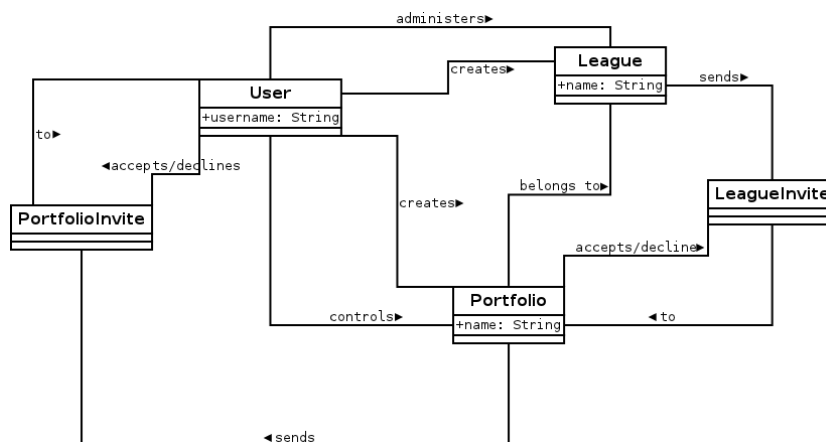 administers►
League
creates►
+name: String
sends►
User
+username: String
to►
◄accepts/declines
belongs to►
LeagueInvite
creates►
PortfolioInvite
accepts/decline►
Portfolio
controls►
+name: String
◄to
◄sends